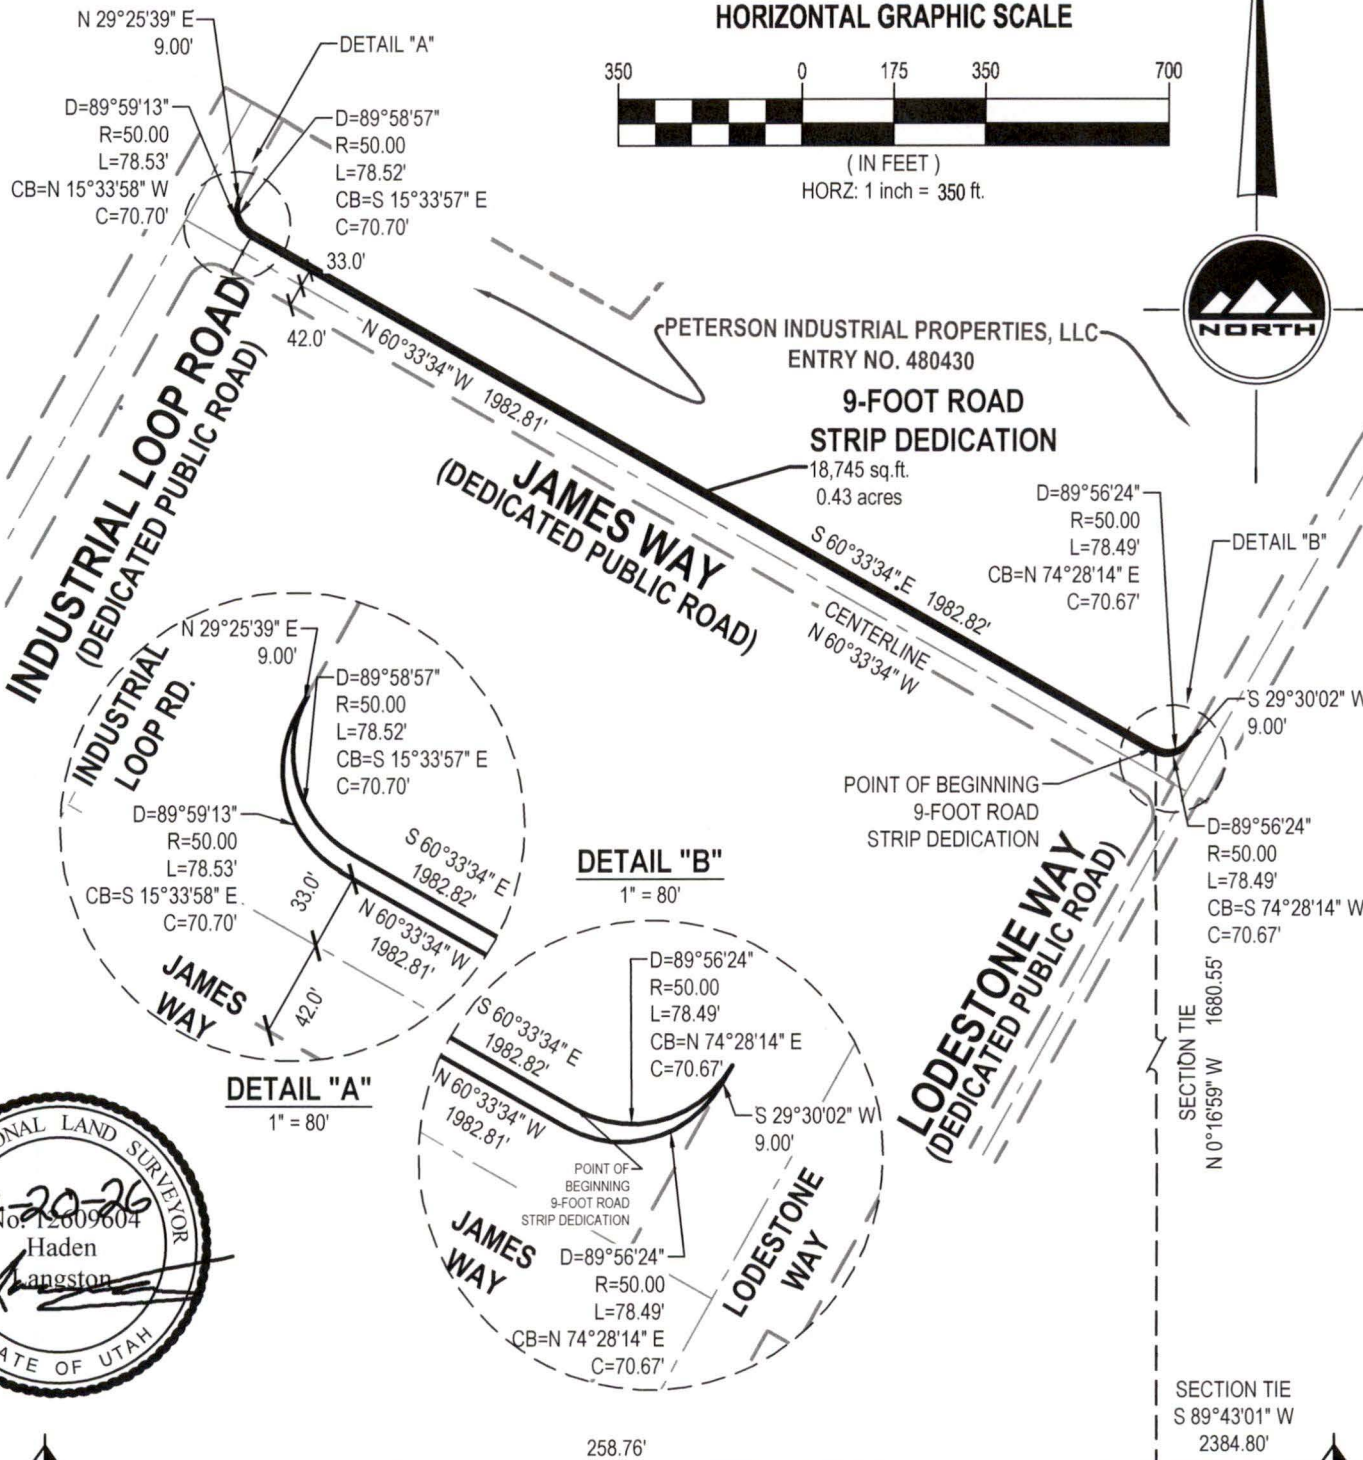 N 29°25'39" E
9.00'
DETAIL "A"
D=89°59'13"
R=50.00
L=78.53'
CB=N 15°33'58" W
C=70.70'
D=89°58'57"
R=50.00
L=78.52'
CB=S 15°33'57" E
C=70.70'
HORIZONTAL GRAPHIC SCALE
350 0 175 350 700
( IN FEET )
HORZ: 1 inch = 350 ft.
NORTH
33.0'
42.0'
N 60°33'34" W 1982.81'
PETERSON INDUSTRIAL PROPERTIES, LLC
ENTRY NO. 480430
9-FOOT ROAD
STRIP DEDICATION
18,745 sq.ft.
0.43 acres
INDUSTRIAL LOOP ROAD
(DEDICATED PUBLIC ROAD)
JAMES WAY
(DEDICATED PUBLIC ROAD)
S 60°33'34" E 1982.82'
CENTERLINE
N 60°33'34" W
D=89°56'24"
R=50.00
L=78.49'
CB=N 74°28'14" E
C=70.67'
DETAIL "B"
S 29°30'02" W
9.00'
POINT OF BEGINNING
9-FOOT ROAD
STRIP DEDICATION
D=89°56'24"
R=50.00
L=78.49'
CB=S 74°28'14" W
C=70.67'
LODESTONE WAY
(DEDICATED PUBLIC ROAD)
SECTION TIE
N 0°16'59" W 1680.55'
N 29°25'39" E
9.00'
INDUSTRIAL
LOOP RD.
D=89°58'57"
R=50.00
L=78.52'
CB=S 15°33'57" E
C=70.70'
D=89°59'13"
R=50.00
L=78.53'
CB=S 15°33'58" E
C=70.70'
S 60°33'34" E
1982.82'
N 60°33'34" W
1982.81'
33.0'
42.0'
JAMES
WAY
DETAIL "A"
1" = 80'
DETAIL "B"
1" = 80'
D=89°56'24"
R=50.00
L=78.49'
CB=N 74°28'14" E
C=70.67'
S 60°33'34" E
1982.82'
N 60°33'34" W
1982.81'
S 29°30'02" W
9.00'
POINT OF
BEGINNING
9-FOOT ROAD
STRIP DEDICATION
JAMES
WAY
LODESTONE
WAY
D=89°56'24"
R=50.00
L=78.49'
CB=N 74°28'14" E
C=70.67'
ONAL LAND SURVEYOR
-20-26
No. 12609604
Haden
Langston
ATE OF UTAH
SECTION TIE
S 89°43'01" W
2384.80'
258.76'